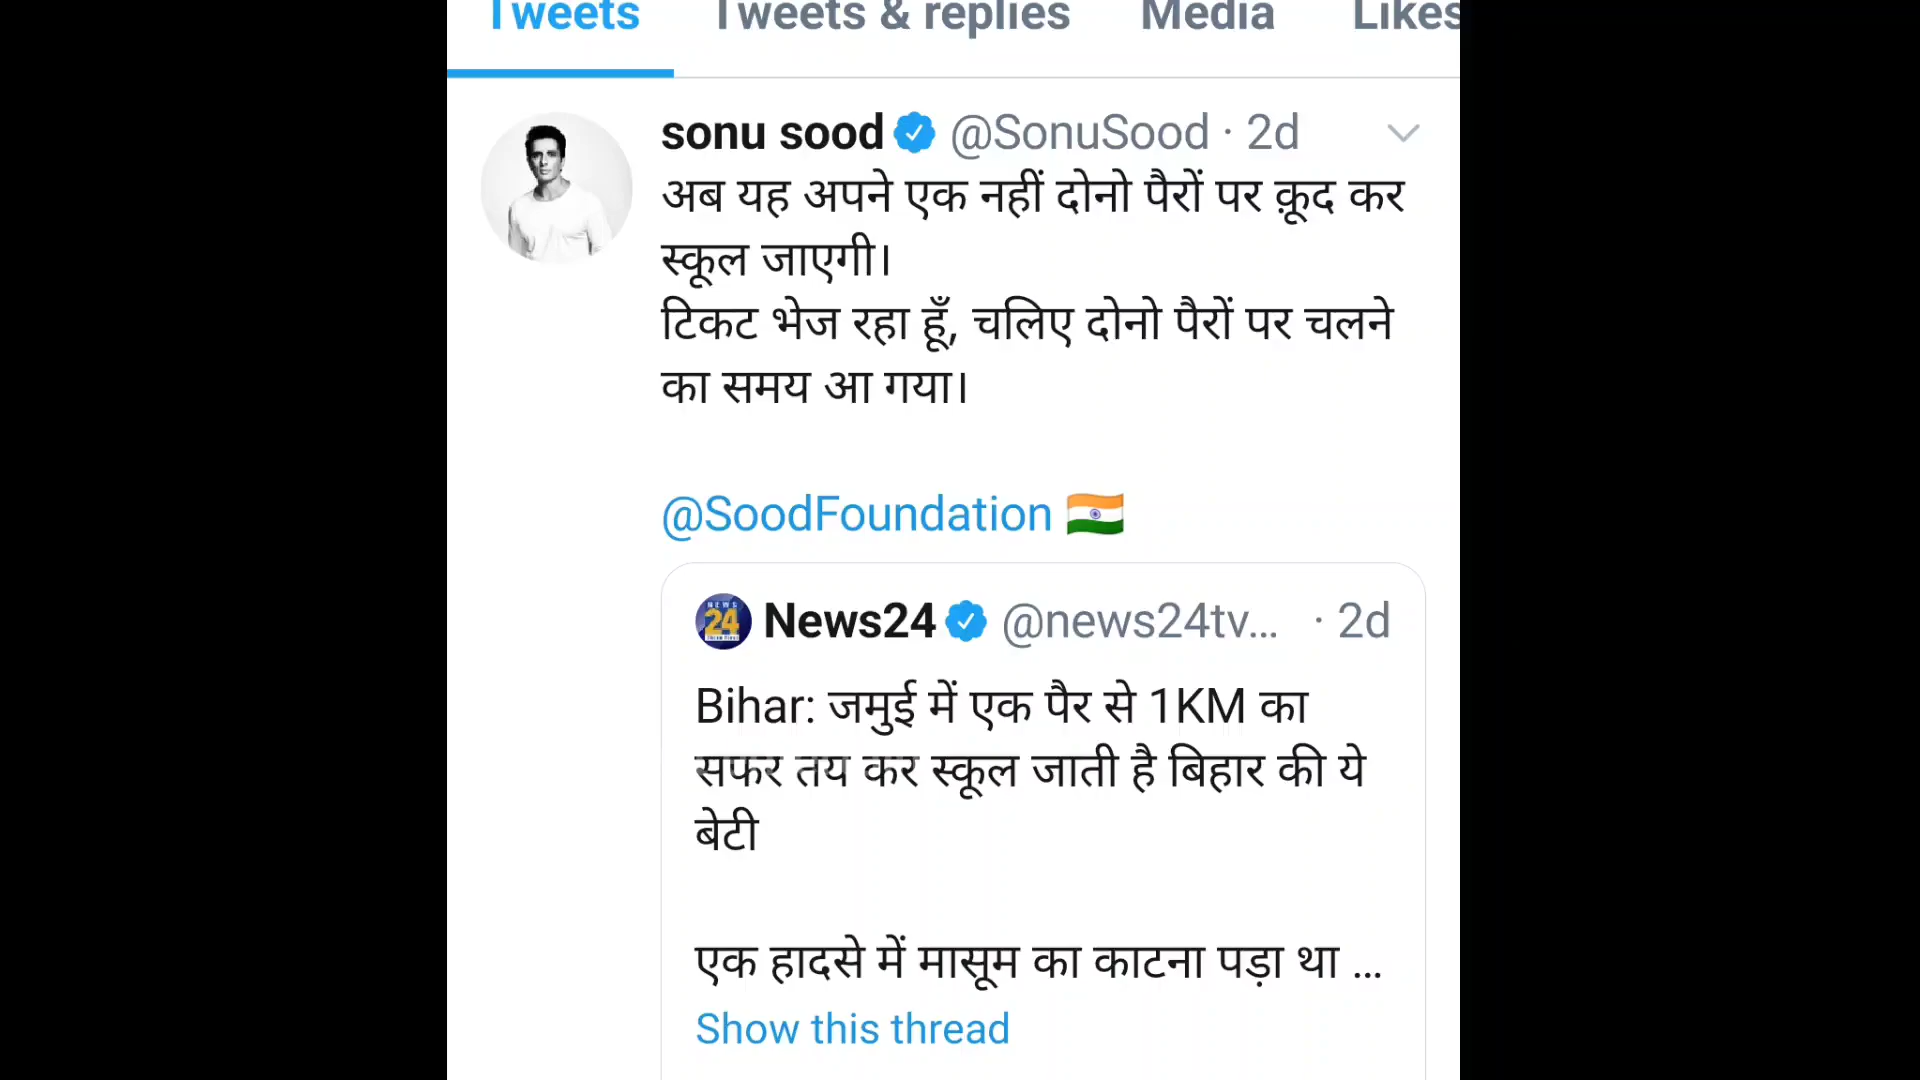 Tweets Tweets & replies Media Likes
sonu sood @SonuSood · 2d
अब यह अपने एक नहीं दोनो पैरों पर क़ूद कर
स्कूल जाएगी।
टिकट भेज रहा हूँ, चलिए दोनो पैरों पर चलने
का समय आ गया।
@SoodFoundation
NEWS
24
News24 @news24tv... · 2d
Bihar: जमुई में एक पैर से 1KM का
सफर तय कर स्कूल जाती है बिहार की ये
बेटी
एक हादसे में मासूम का काटना पड़ा था ...
Show this thread